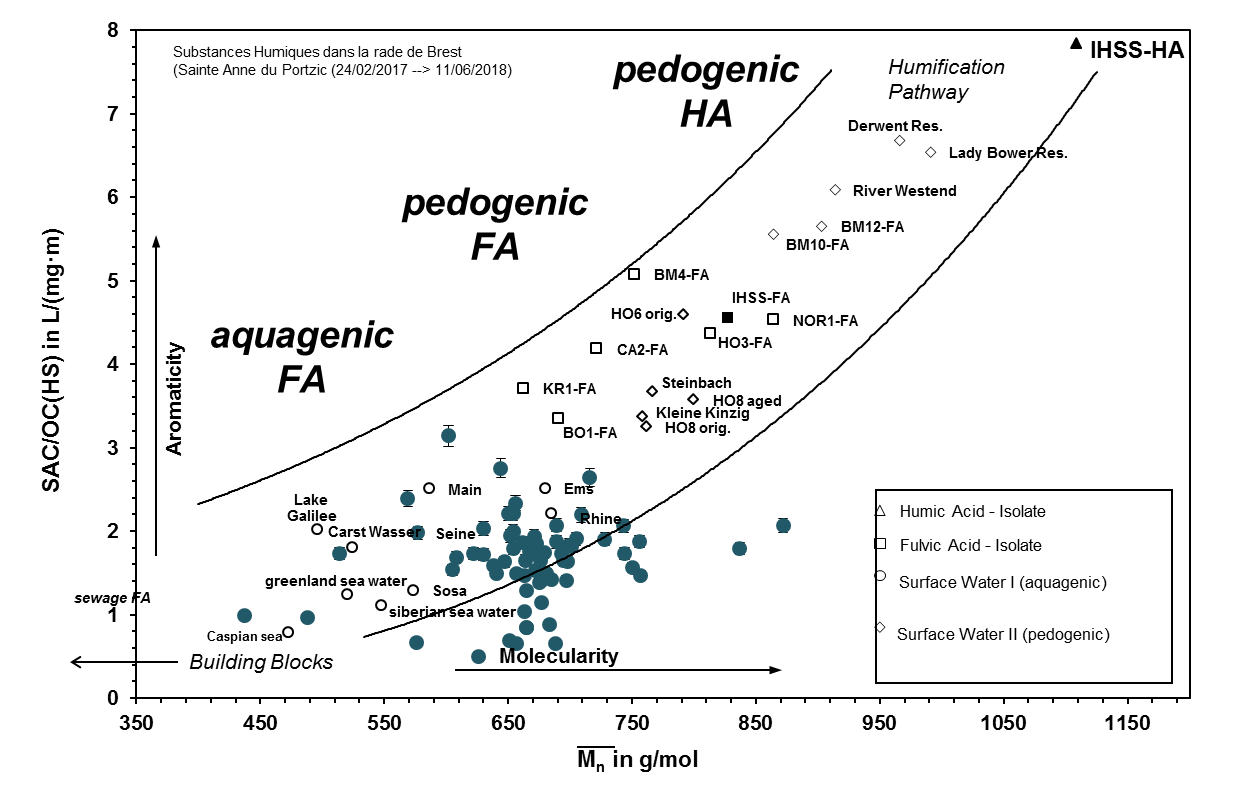 8
7
6
5
4
3
2
1
0
350
450
550
650
750
850
950
1050
1150
SAC/OC(HS) in L/(mg·m)
Mn in g/mol
Substances Humiques dans la rade de Brest
(Sainte Anne du Portzic (24/02/2017 --> 11/06/2018)
pedogenic
HA
pedogenic
FA
aquagenic
FA
Humification
Pathway
IHSS-HA
Derwent Res.
Lady Bower Res.
River Westend
BM12-FA
BM10-FA
BM4-FA
IHSS-FA
HO6 orig.
NOR1-FA
HO3-FA
CA2-FA
KR1-FA
Steinbach
HO8 aged
Kleine Kinzig
HO8 orig.
BO1-FA
Aromaticity
Main
Ems
Lake
Galilee
Rhine
Carst Wasser
Seine
greenland sea water
Sosa
siberian sea water
sewage FA
Caspian sea
Building Blocks
Molecularity
Humic Acid - Isolate
Fulvic Acid - Isolate
Surface Water I (aquagenic)
Surface Water II (pedogenic)